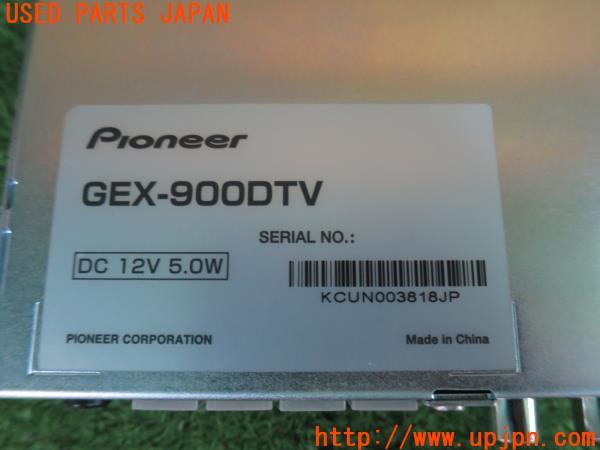 USED PARTS JAPAN
Pioneer
GEX-900DTV
SERIAL NO.:
DC 12V 5.0W
KCUN003818JP
PIONEER CORPORATION
Made in China
http://www.upjpn.com